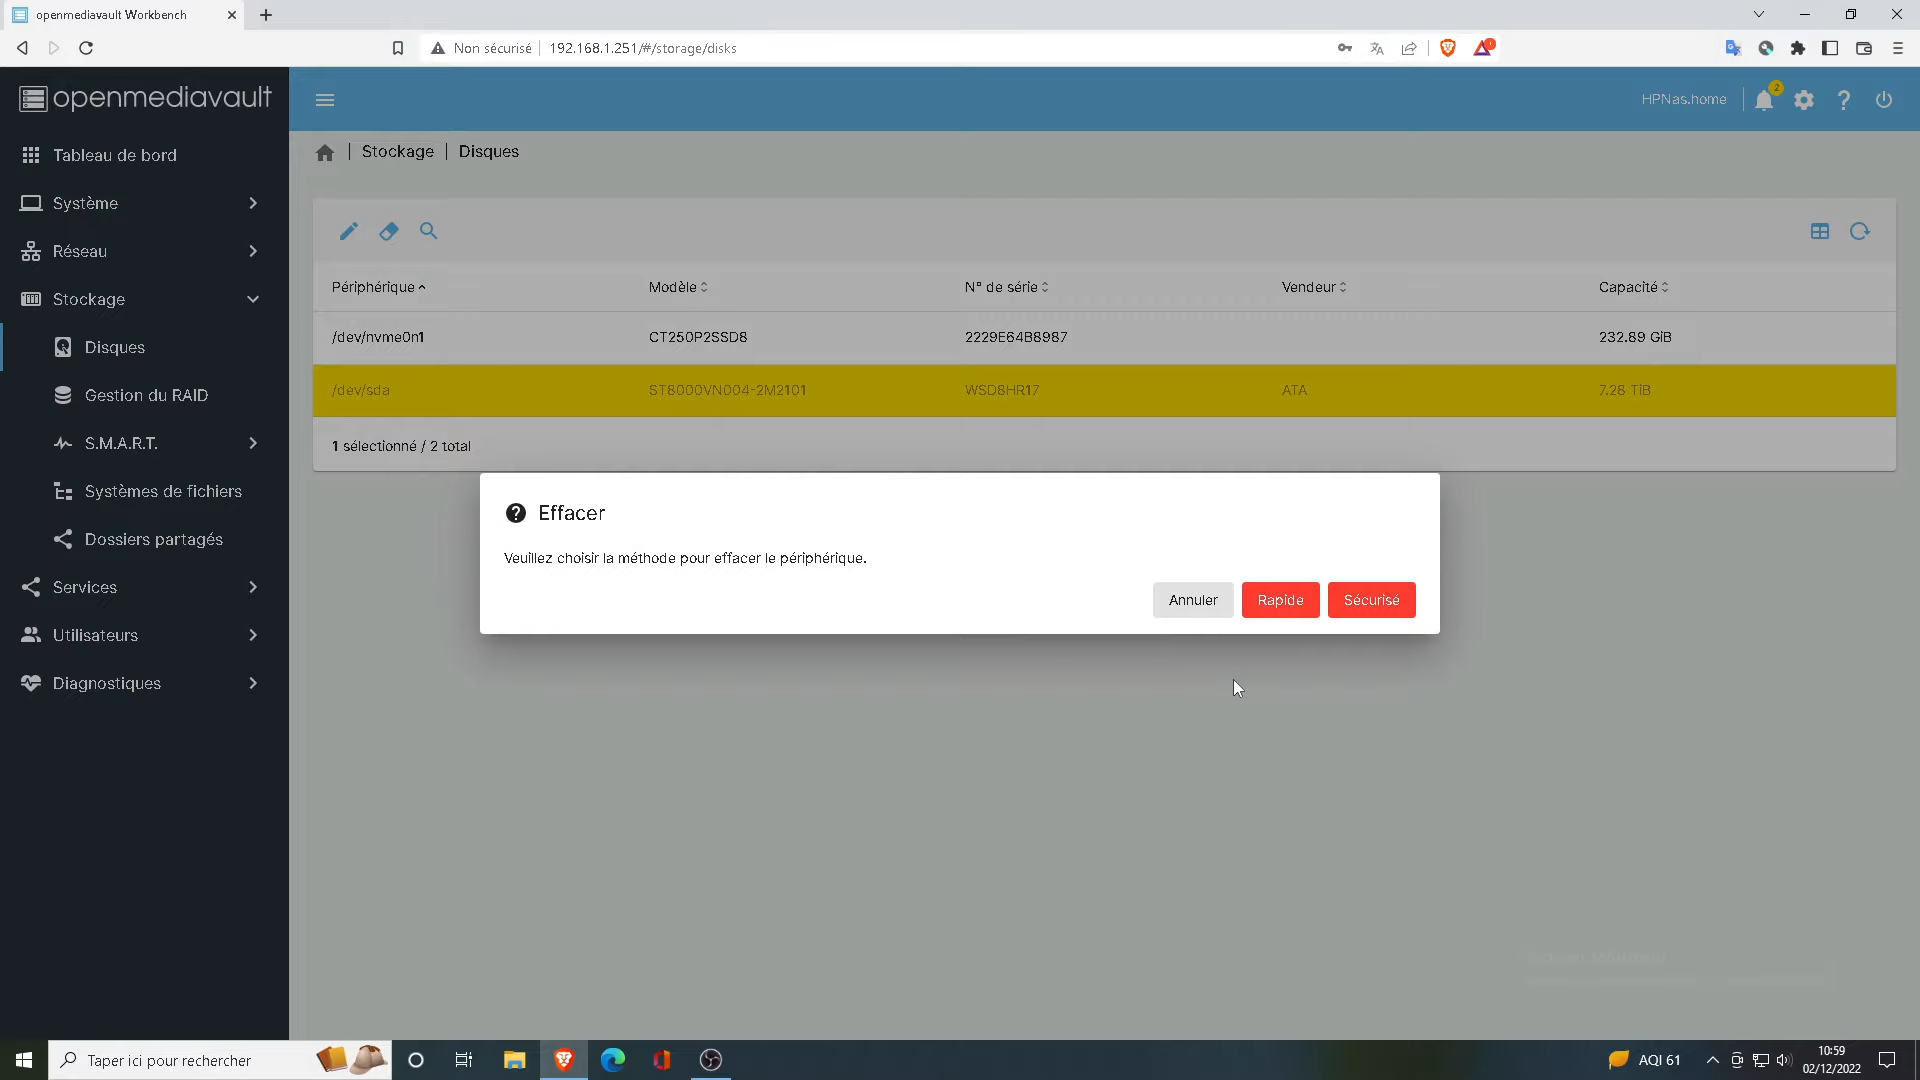 openmediavault Workbench
Non sécurisé
192.168.1.251/#/storage/disks
openmediavault
HPNas.home
2
Tableau de bord
Système
Réseau
Stockage
Disques
Gestion du RAID
S.M.A.R.T.
Systèmes de fichiers
Dossiers partagés
Services
Utilisateurs
Diagnostiques
Stockage | Disques
Périphérique Modèle N° de série Vendeur Capacité
/dev/nvme0n1 CT250P2SSD8 2229E64B8987 232.89 GiB
/dev/sda ST8000VN004-2M2101 WSD8HR17 ATA 7.28 TiB
1 sélectionné / 2 total
Effacer
Veuillez choisir la méthode pour effacer le périphérique.
Annuler Rapide Sécurisé
Taper ici pour rechercher
AQI 61
10:59
02/12/2022